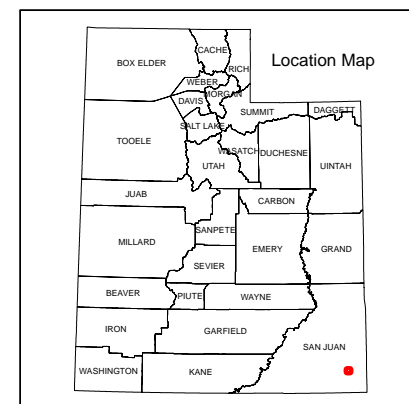 Location Map
CACHE
BOX ELDER
RICH
WEBER
MORGAN
DAVIS
SUMMIT
DAGGETT
SALT LAKE
TOOELE
WASATCH
DUCHESNE
UTAH
UINTAH
JUAB
CARBON
SANPETE
MILLARD
EMERY
GRAND
SEVIER
BEAVER
PIUTE
WAYNE
IRON
GARFIELD
SAN JUAN
WASHINGTON
KANE